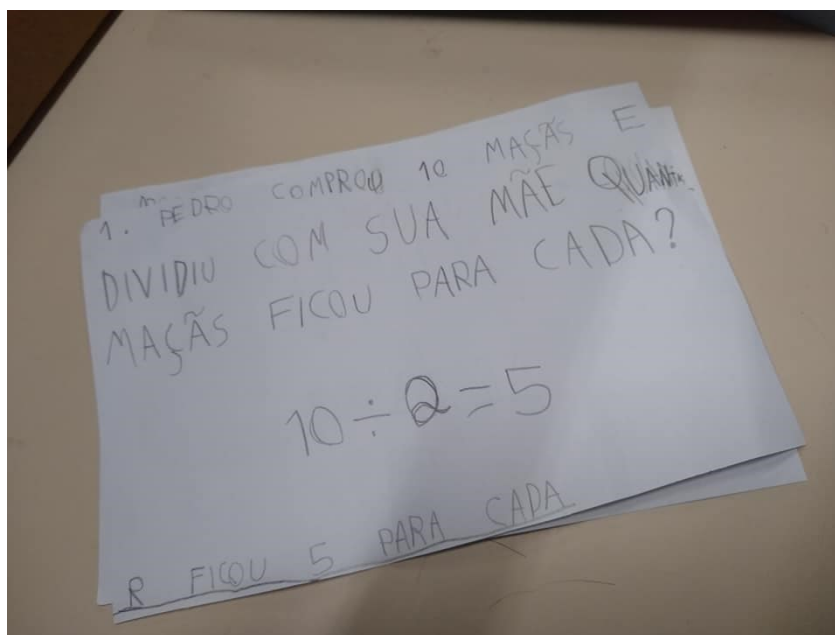 1. PEDRO COMPROU 10 MAÇÃS E
DIVIDIU COM SUA MÃE
MAÇÃS FICOU PARA CADA?
10 ÷ 2 = 5
R FICOU 5 PARA CADA